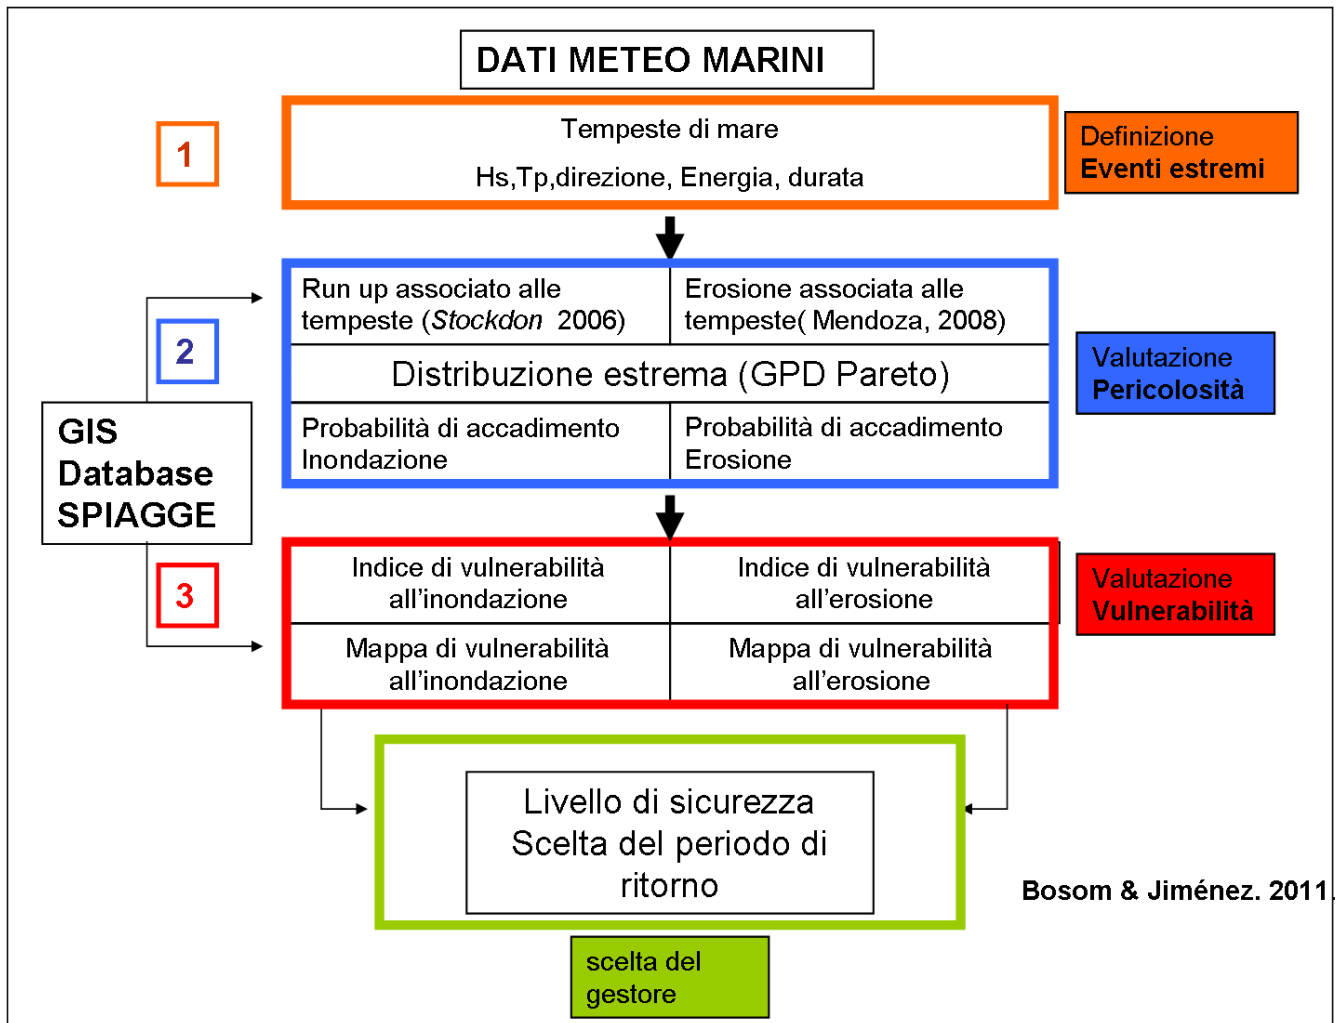 DATI METEO MARINI
1
Tempeste di mare
Hs,Tp,direzione, Energia, durata
Definizione
Eventi estremi
2
Run up associato alle
tempeste (Stockdon 2006)
Erosione associata alle
tempeste( Mendoza, 2008)
Distribuzione estrema (GPD Pareto)
Probabilità di accadimento
Inondazione
Probabilità di accadimento
Erosione
Valutazione
Pericolosità
GIS
Database
SPIAGGE
3
Indice di vulnerabilità
all'inondazione
Indice di vulnerabilità
all'erosione
Mappa di vulnerabilità
all'inondazione
Mappa di vulnerabilità
all'erosione
Valutazione
Vulnerabilità
Livello di sicurezza
Scelta del periodo di
ritorno
Bosom & Jiménez. 2011.
scelta del
gestore